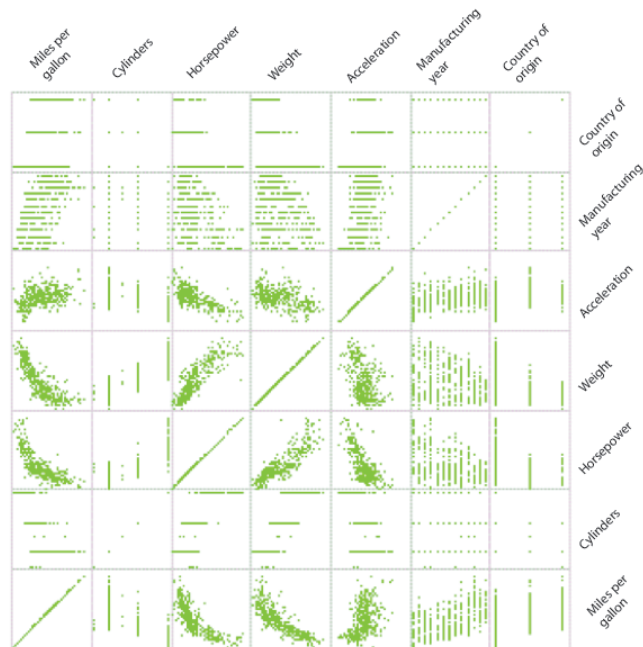 Miles per
gallon
Cylinders
Horsepower
Weight
Acceleration
Manufacturing
year
Country of
origin
Country of
origin
Manufacturing
year
Acceleration
Weight
Horsepower
Cylinders
Miles per
gallon